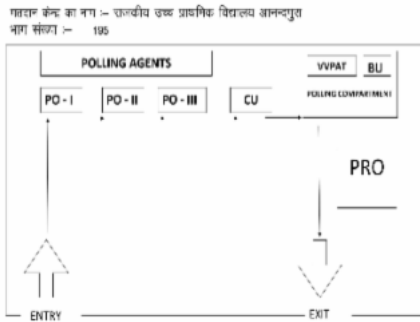 मतदान केन्द्र का नाम :– राजकीय उच्च प्राथमिक विद्यालय आनन्दपुरा
भाग संख्या :– 195
POLLING AGENTS
VVPAT BU
POLLING COMPARTMENT
PO - I PO - II PO - III CU
PRO
ENTRY EXIT